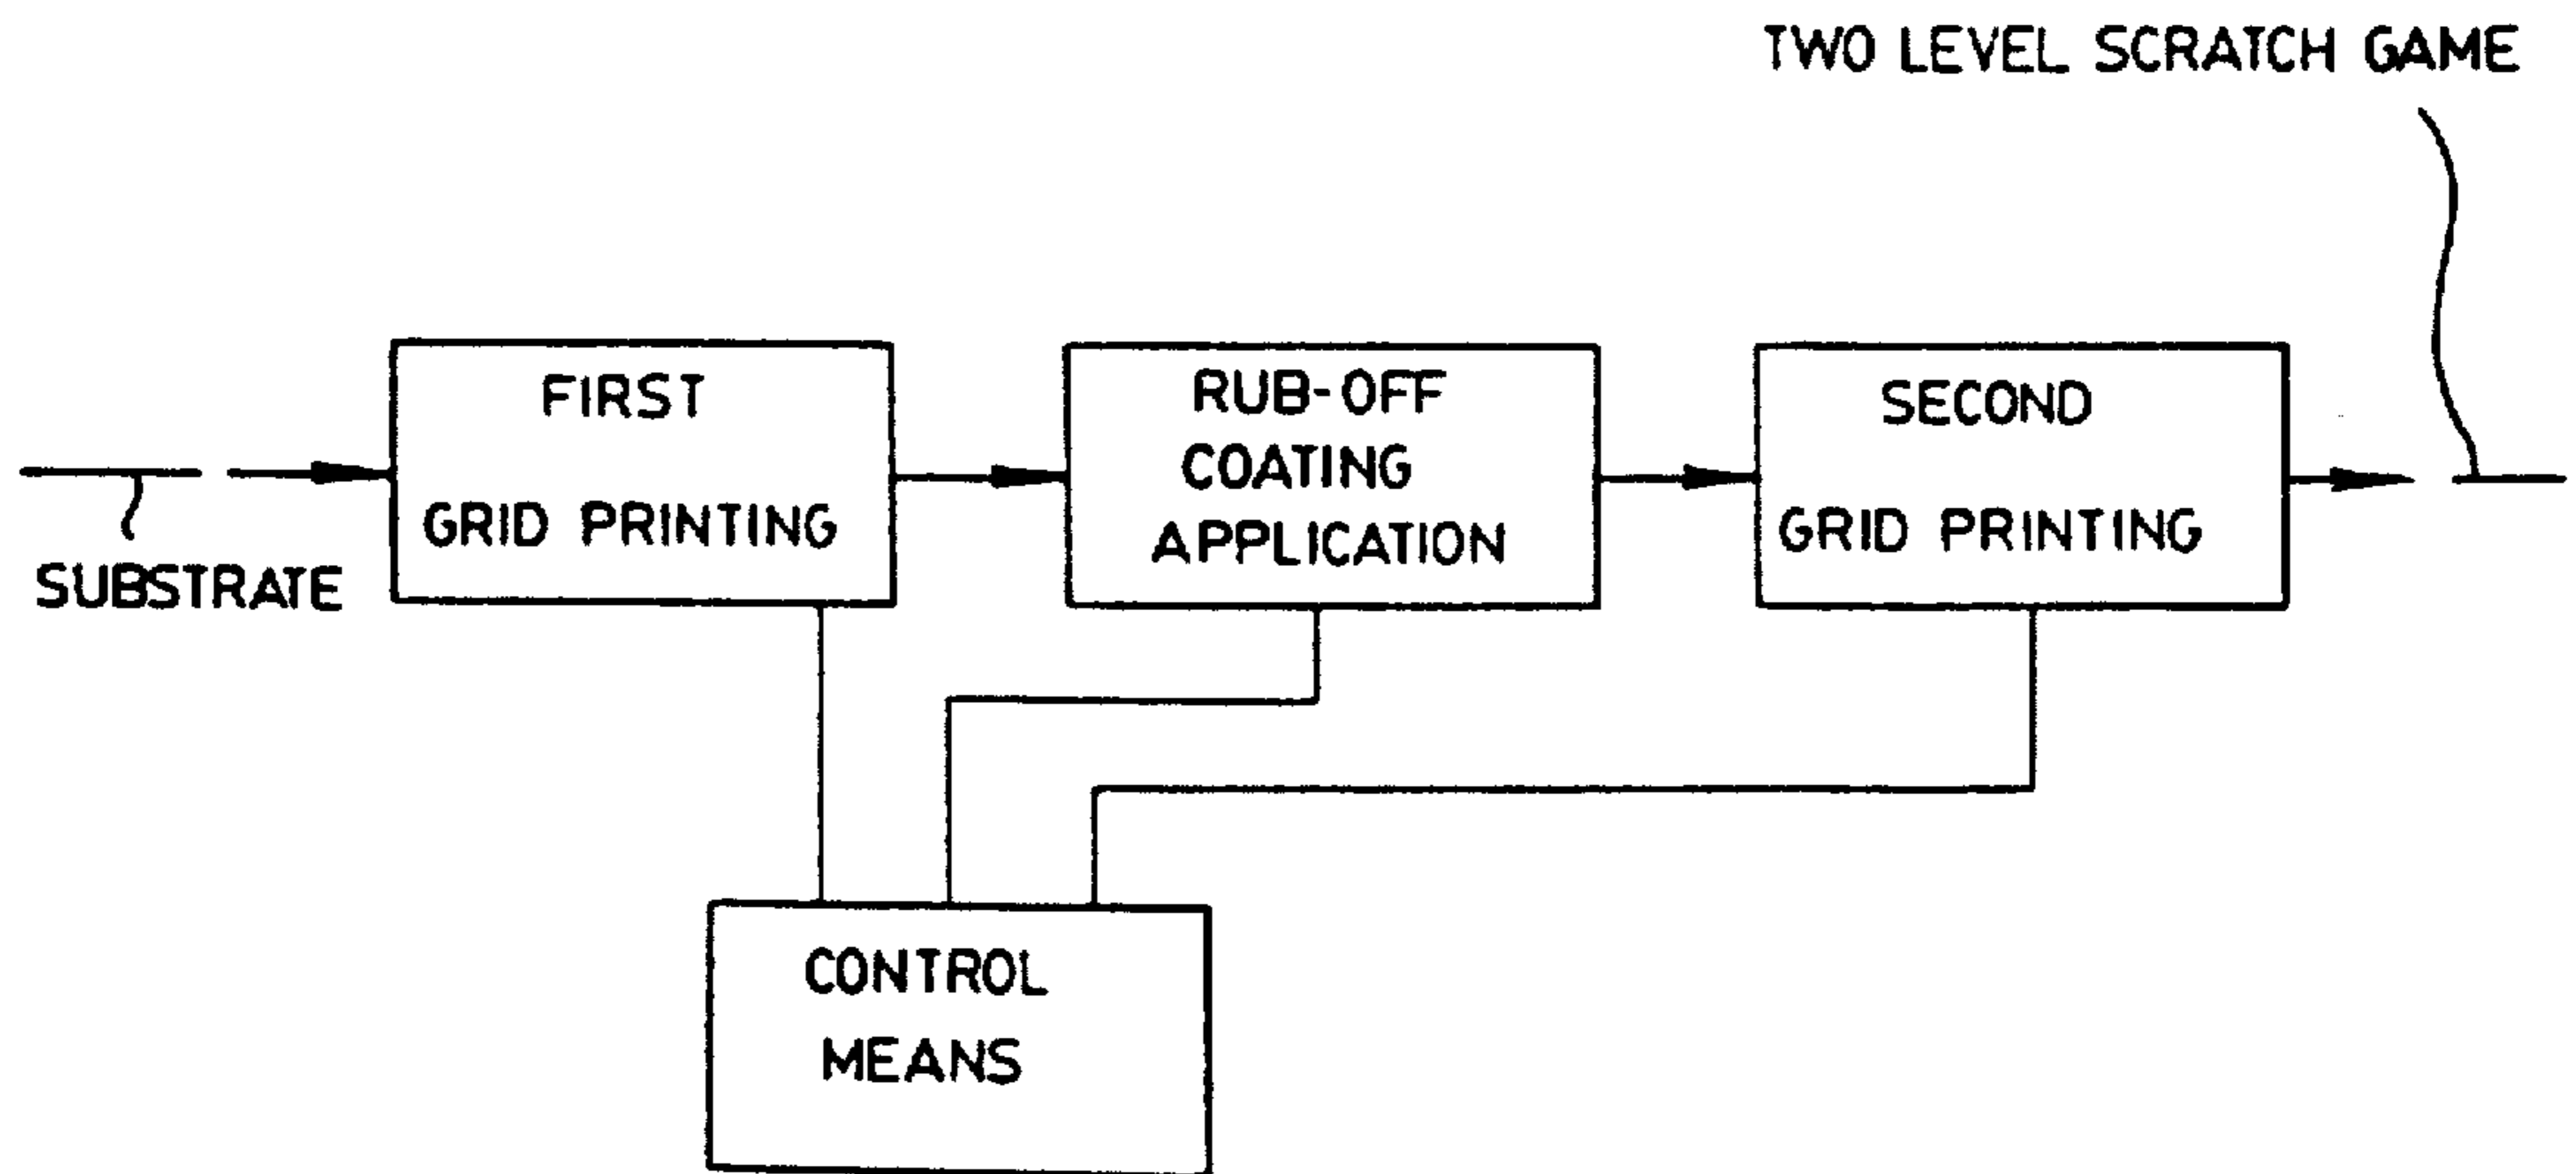 TWO LEVEL SCRATCH GAME
FIRST
GRID PRINTING
RUB-OFF
COATING
APPLICATION
SECOND
GRID PRINTING
SUBSTRATE
CONTROL
MEANS